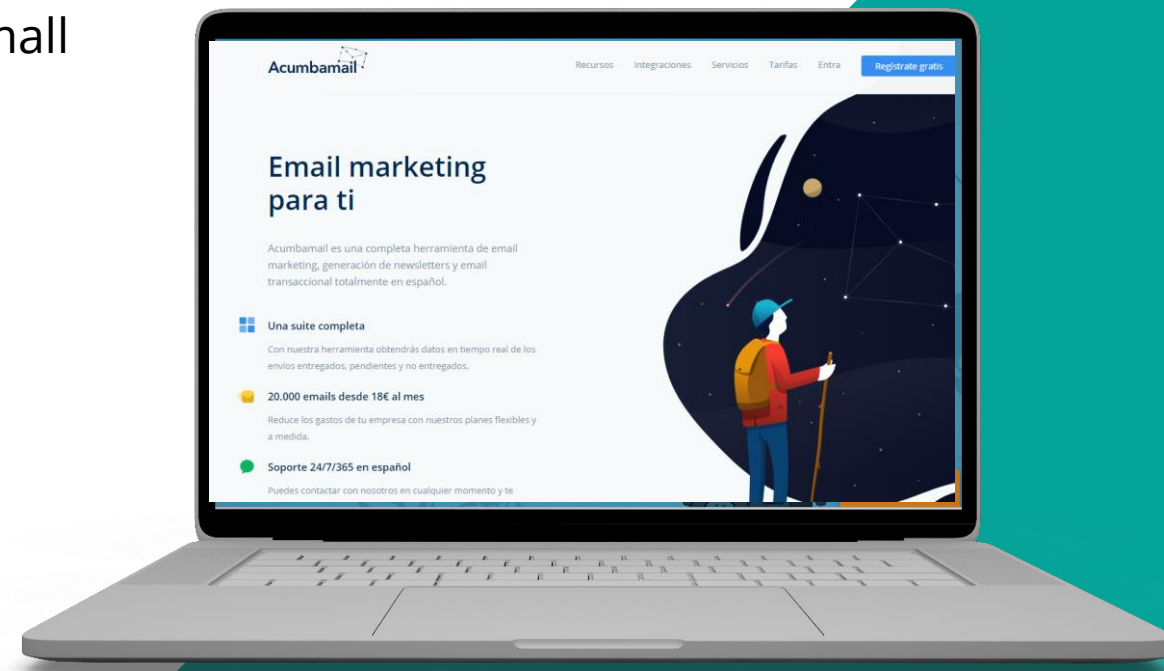 nall
Acumbamail
Recursos Integraciones Servicios Tarifas Entra Regístrate gratis
Email marketing
para ti
Acumbamail es una completa herramienta de email
marketing, generación de newsletters y email
transaccional totalmente en español.
Una suite completa
Con nuestra herramienta obtendrás datos en tiempo real de los
envíos entregados, pendientes y no entregados.
20.000 emails desde 18€ al mes
Reduce los gastos de tu empresa con nuestros planes flexibles y
a medida.
Soporte 24/7/365 en español
Puedes contactar con nosotros en cualquier momento y te